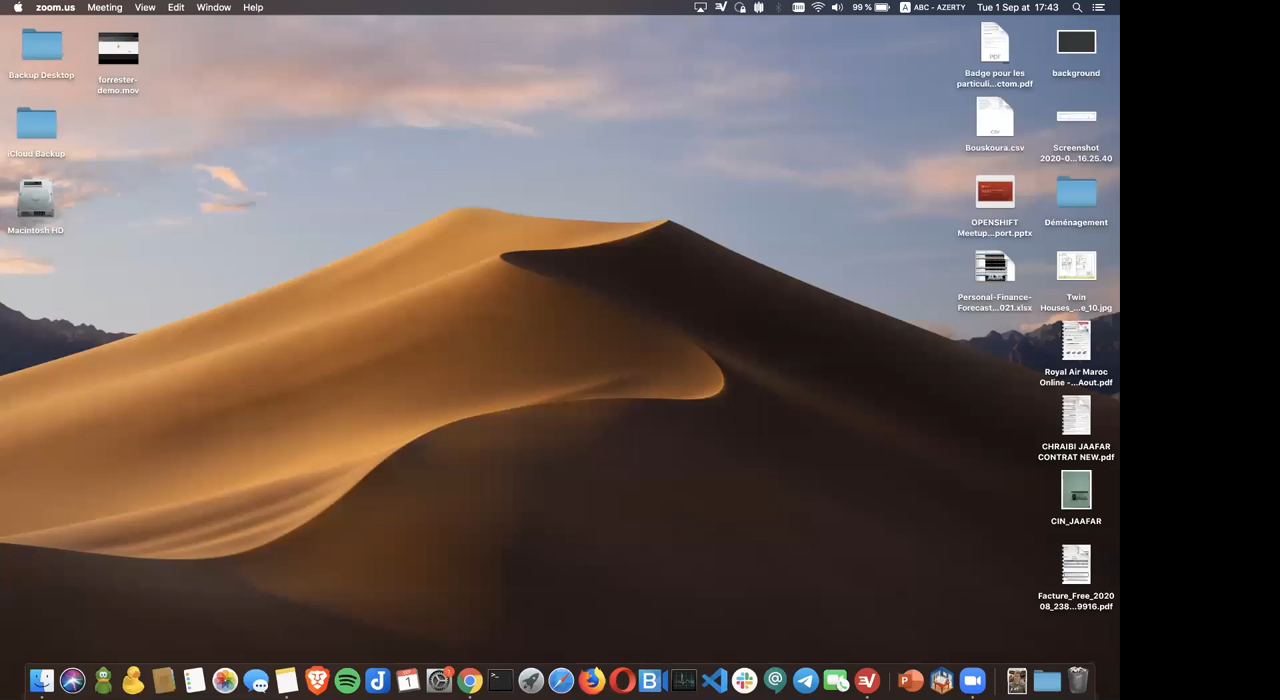 zoom.us Meeting View Edit Window Help
99 % ABC - AZERTY Tue 1 Sep at 17:43
Backup Desktop
forrester-
demo.mov
iCloud Backup
Macintosh HD
Badge pour les
particuli...ctom.pdf
background
Bouskoura.csv
Screenshot
2020-0...16.25.40
OPENSHIFT
Meetup...port.pptx
Déménagement
Personal-Finance-
Forecast...021.xlsx
Twin
Houses_...e_10.jpg
Royal Air Maroc
Online -...Aout.pdf
CHRAIBI JAAFAR
CONTRAT NEW.pdf
CIN_JAAFAR
Facture_Free_2020
08_238...9916.pdf